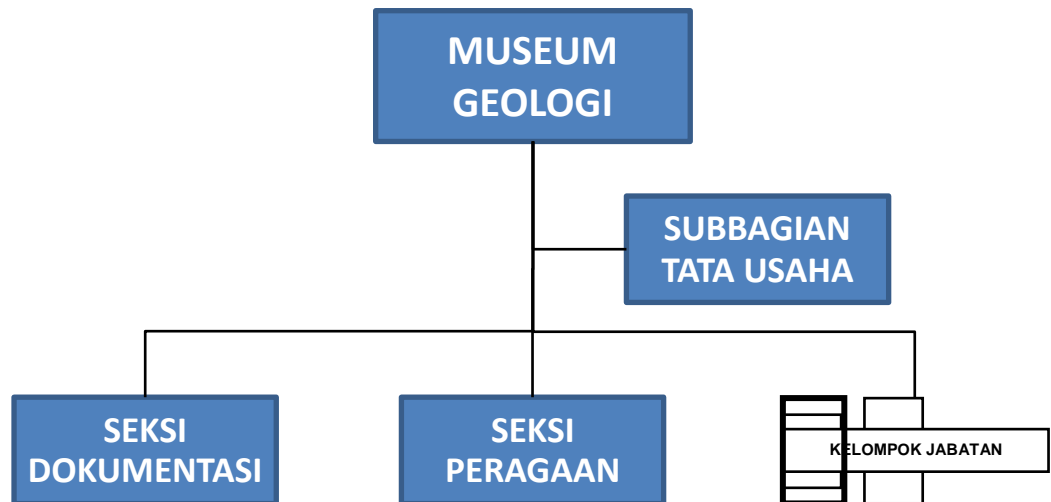 MUSEUM
GEOLOGI
SUBBAGIAN
TATA USAHA
SEKSI
DOKUMENTASI
SEKSI
PERAGAAN
KELOMPOK JABATAN